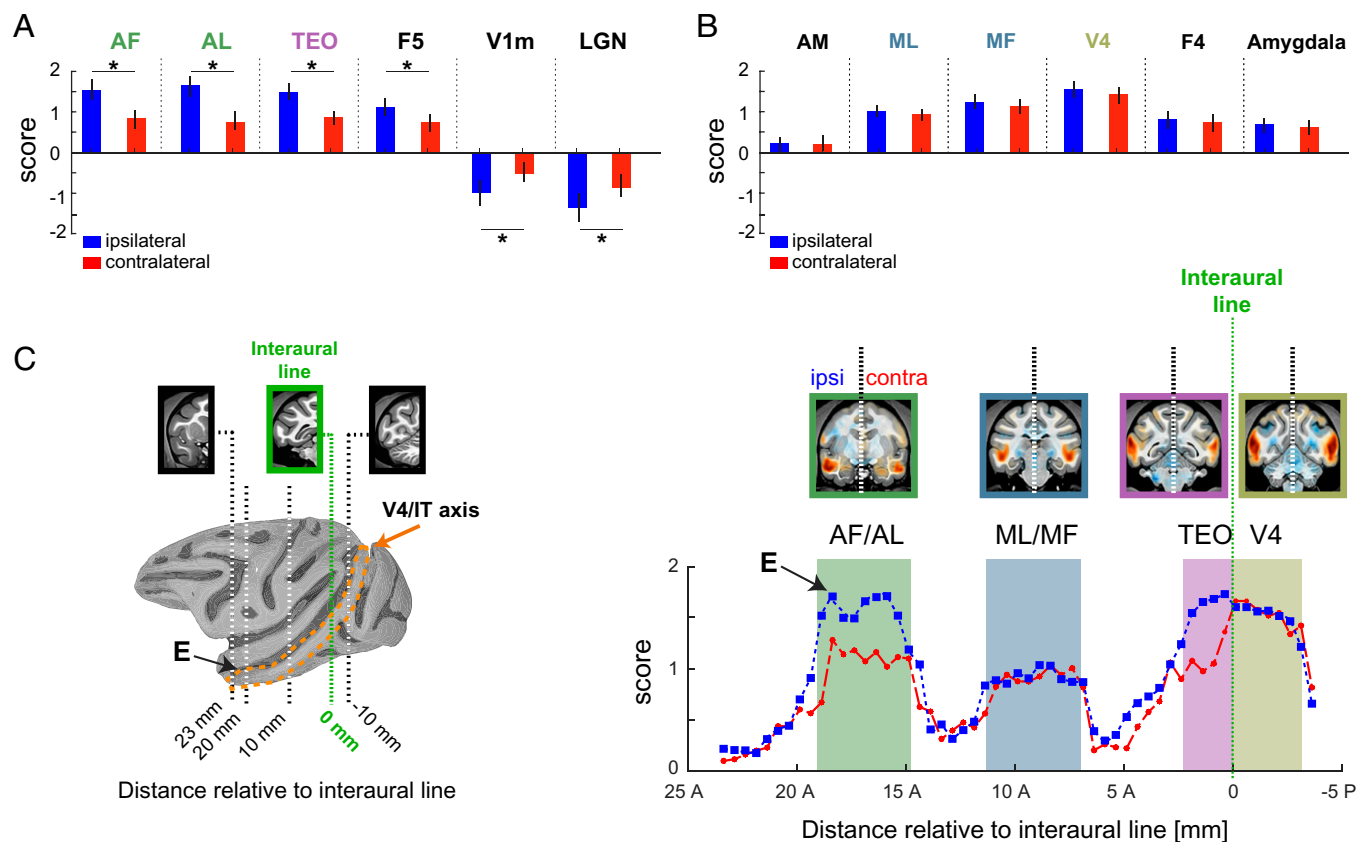 A
AF AL TEO F5 V1m LGN
* * * *
2
1
0
-1
-2
score
* *
ipsilateral
contralateral
B
AM ML MF V4 F4 Amygdala
2
1
0
-1
-2
score
ipsilateral
contralateral
C
Interaural
line
V4/IT axis
E
23 mm
20 mm
10 mm
0 mm
-10 mm
Distance relative to interaural line
Interaural
line
ipsi contra
AF/AL ML/MF TEO V4
E
2
1
0
score
25 A 20 A 15 A 10 A 5 A 0 -5 P
Distance relative to interaural line [mm]